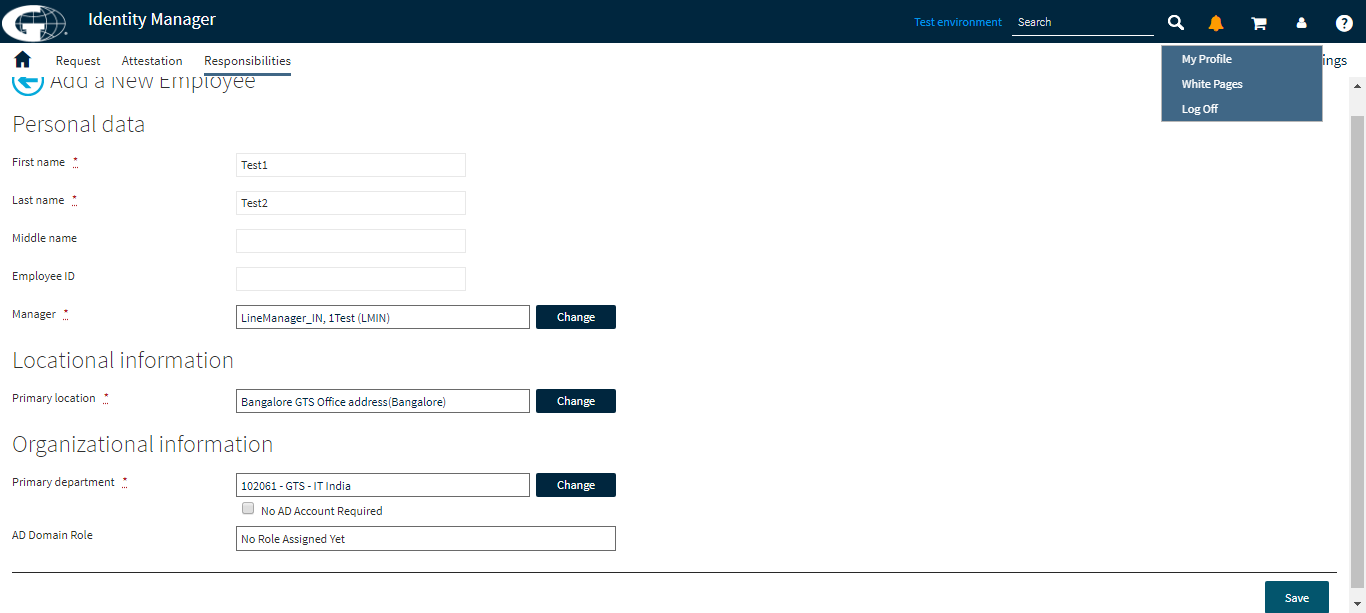 Identity Manager
Test environment
Search
Request
Attestation
Responsibilities
ings
My Profile
White Pages
Log Off
Add a New Employee
Personal data
First name *
Test1
Last name *
Test2
Middle name
Employee ID
Manager *
LineManager_IN, 1Test (LMIN)
Change
Locational information
Primary location *
Bangalore GTS Office address(Bangalore)
Change
Organizational information
Primary department *
102061 - GTS - IT India
Change
No AD Account Required
AD Domain Role
No Role Assigned Yet
Save